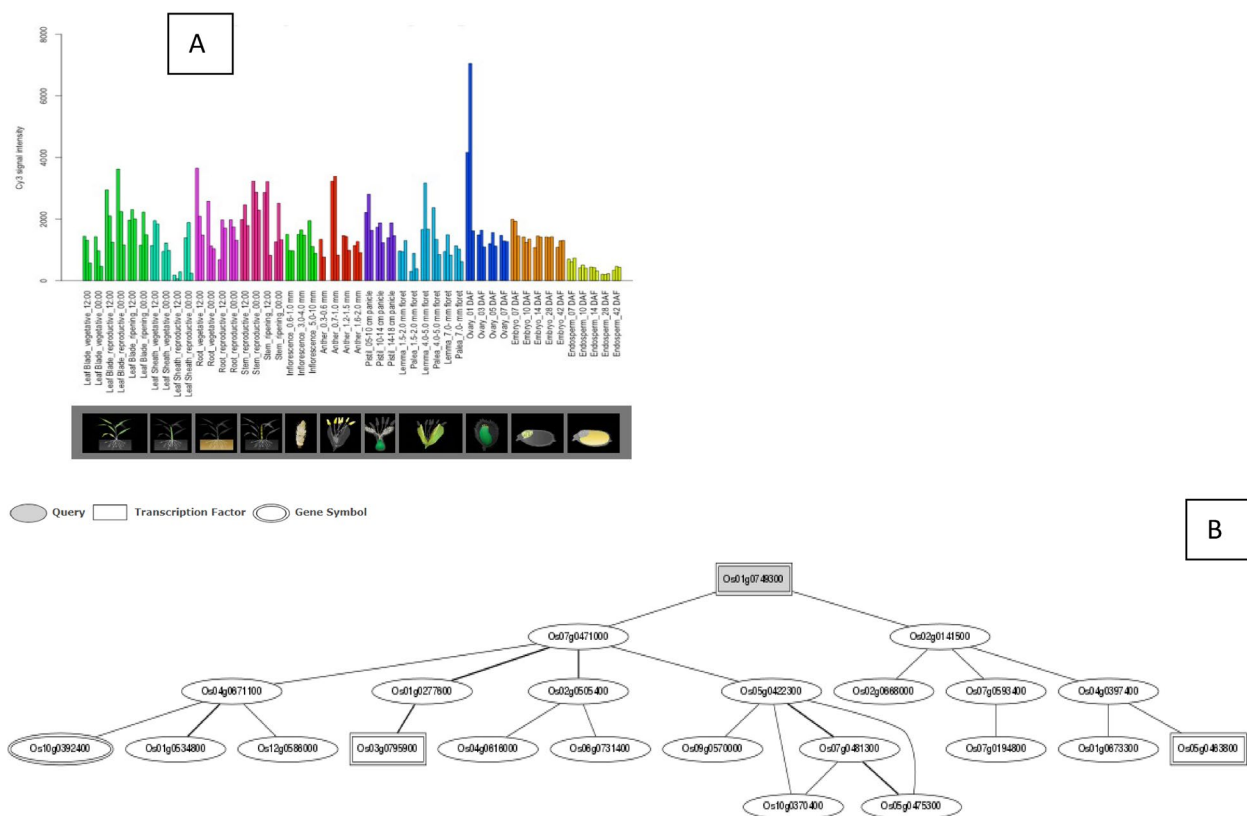 A
8000
6000
4000
2000
0
Cy3 signal intensity
Leaf Blade_vegetative_12:00
Leaf Blade_vegetative_00:00
Leaf Blade_reproductive_12:00
Leaf Blade_reproductive_00:00
Leaf Blade_ripening_12:00
Leaf Blade_ripening_00:00
Leaf Sheath_vegetative_12:00
Leaf Sheath_vegetative_00:00
Leaf Sheath_reproductive_12:00
Leaf Sheath_reproductive_00:00
Root_vegetative_12:00
Root_vegetative_00:00
Root_reproductive_12:00
Root_reproductive_00:00
Stem_reproductive_12:00
Stem_reproductive_00:00
Stem_ripening_12:00
Stem_ripening_00:00
Inflorescence_0.6-1.0 mm
Inflorescence_3.0-4.0 mm
Inflorescence_5.0-10 mm
Anther_0.3-0.6 mm
Anther_0.7-1.0 mm
Anther_1.2-1.5 mm
Anther_1.6-2.0 mm
Pistil_05-10 cm panicle
Pistil_10-14 cm panicle
Pistil_14-18 cm panicle
Lemma_1.5-2.0 mm floret
Palea_1.5-2.0 mm floret
Lemma_4.0-5.0 mm floret
Palea_4.0-5.0 mm floret
Lemma_7.0- mm floret
Palea_7.0- mm floret
Ovary_01 DAF
Ovary_03 DAF
Ovary_05 DAF
Ovary_07 DAF
Embryo_07 DAF
Embryo_10 DAF
Embryo_14 DAF
Embryo_28 DAF
Embryo_42 DAF
Endosperm_07 DAF
Endosperm_10 DAF
Endosperm_14 DAF
Endosperm_28 DAF
Endosperm_42 DAF
Query Transcription Factor Gene Symbol
B
Os01g0749300
Os07g0471000 Os02g0141500
Os04g0671100 Os01g0277600 Os02g0505400 Os05g0422300 Os02g0668000 Os07g0593400 Os04g0397400
Os10g0392400 Os01g0534800 Os12g0586000 Os03g0795900 Os04g0616000 Os06g0731400 Os09g0570000 Os07g0481300 Os07g0194800 Os01g0673300 Os05g0463800
Os10g0370400 Os05g0475300